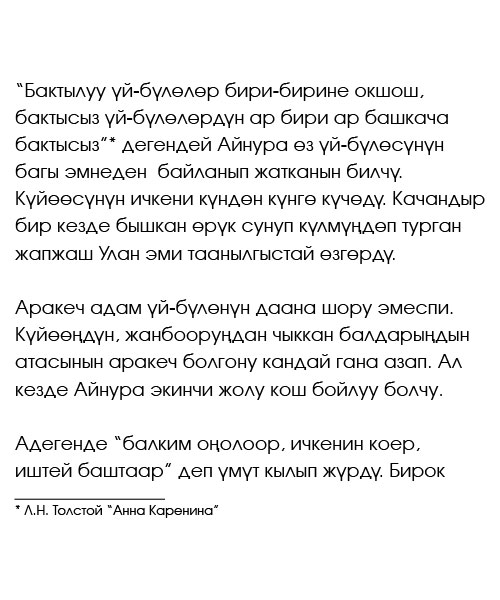 “Бактылуу үй-бүлөлөр бири-бирине окшош,
бактысыз үй-бүлөлөрдүн ар бири ар башкача
бактысыз”* дегендей Айнура өз үй-бүлөсүнүн
багы эмнеден  байланып жатканын билчү.
Күйөөсүнүн ичкени күндөн күнгө күчөдү. Качандыр
бир кезде бышкан өрүк сунуп күлмүңдөп турган
жапжаш Улан эми таанылгыстай өзгөрдү.

Аракеч адам үй-бүлөнүн даана шору эмеспи.
Күйөөңдүн, жанбооруңдан чыккан балдарыңдын
атасынын аракеч болгону кандай гана азап. Ал
кезде Айнура экинчи жолу кош бойлуу болчу.

Адегенде “балким оңолоор, ичкенин коер,
иштей баштаар” деп үмүт кылып жүрдү. Бирок
* Л.Н. Толстой “Анна Каренина”